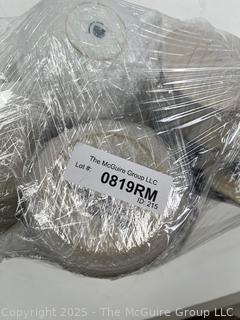 The McGuire Group LLC
Lot #:
0819RM
ID: 215
Copyright 2025 - The McGuire Group LLC